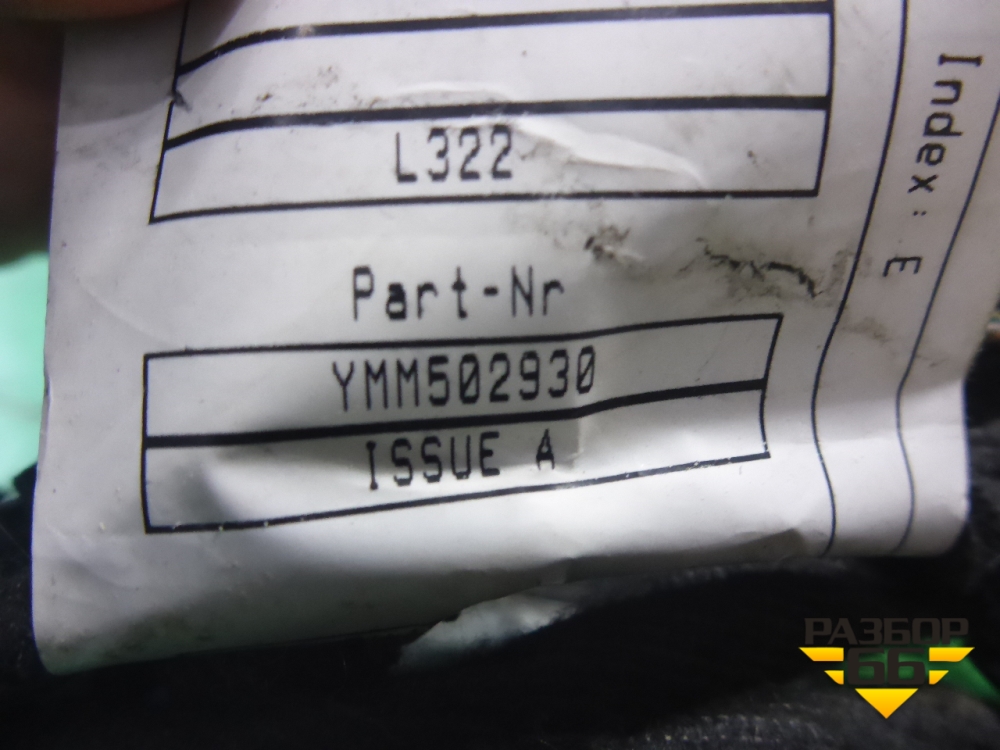 L322
Part-Nr
YMM502930
ISSUE A
Index: E
РАЗБОР
66